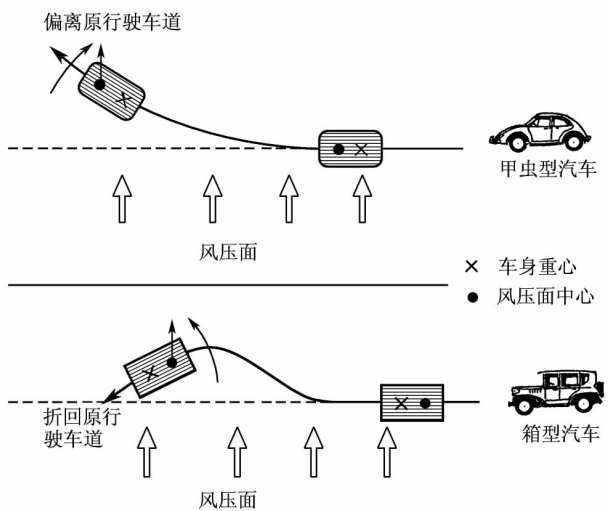 偏离原行驶车道
甲虫型汽车
风压面
× 车身重心
● 风压面中心
折回原行
驶车道
箱型汽车
风压面